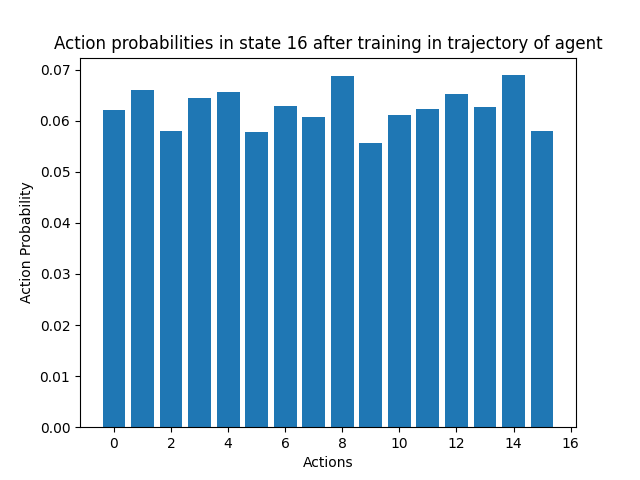 Action probabilities in state 16 after training in trajectory of agent
0.07
0.06
0.05
0.04
0.03
0.02
0.01
0.00
Action Probability
0 2 4 6 8 10 12 14 16
Actions